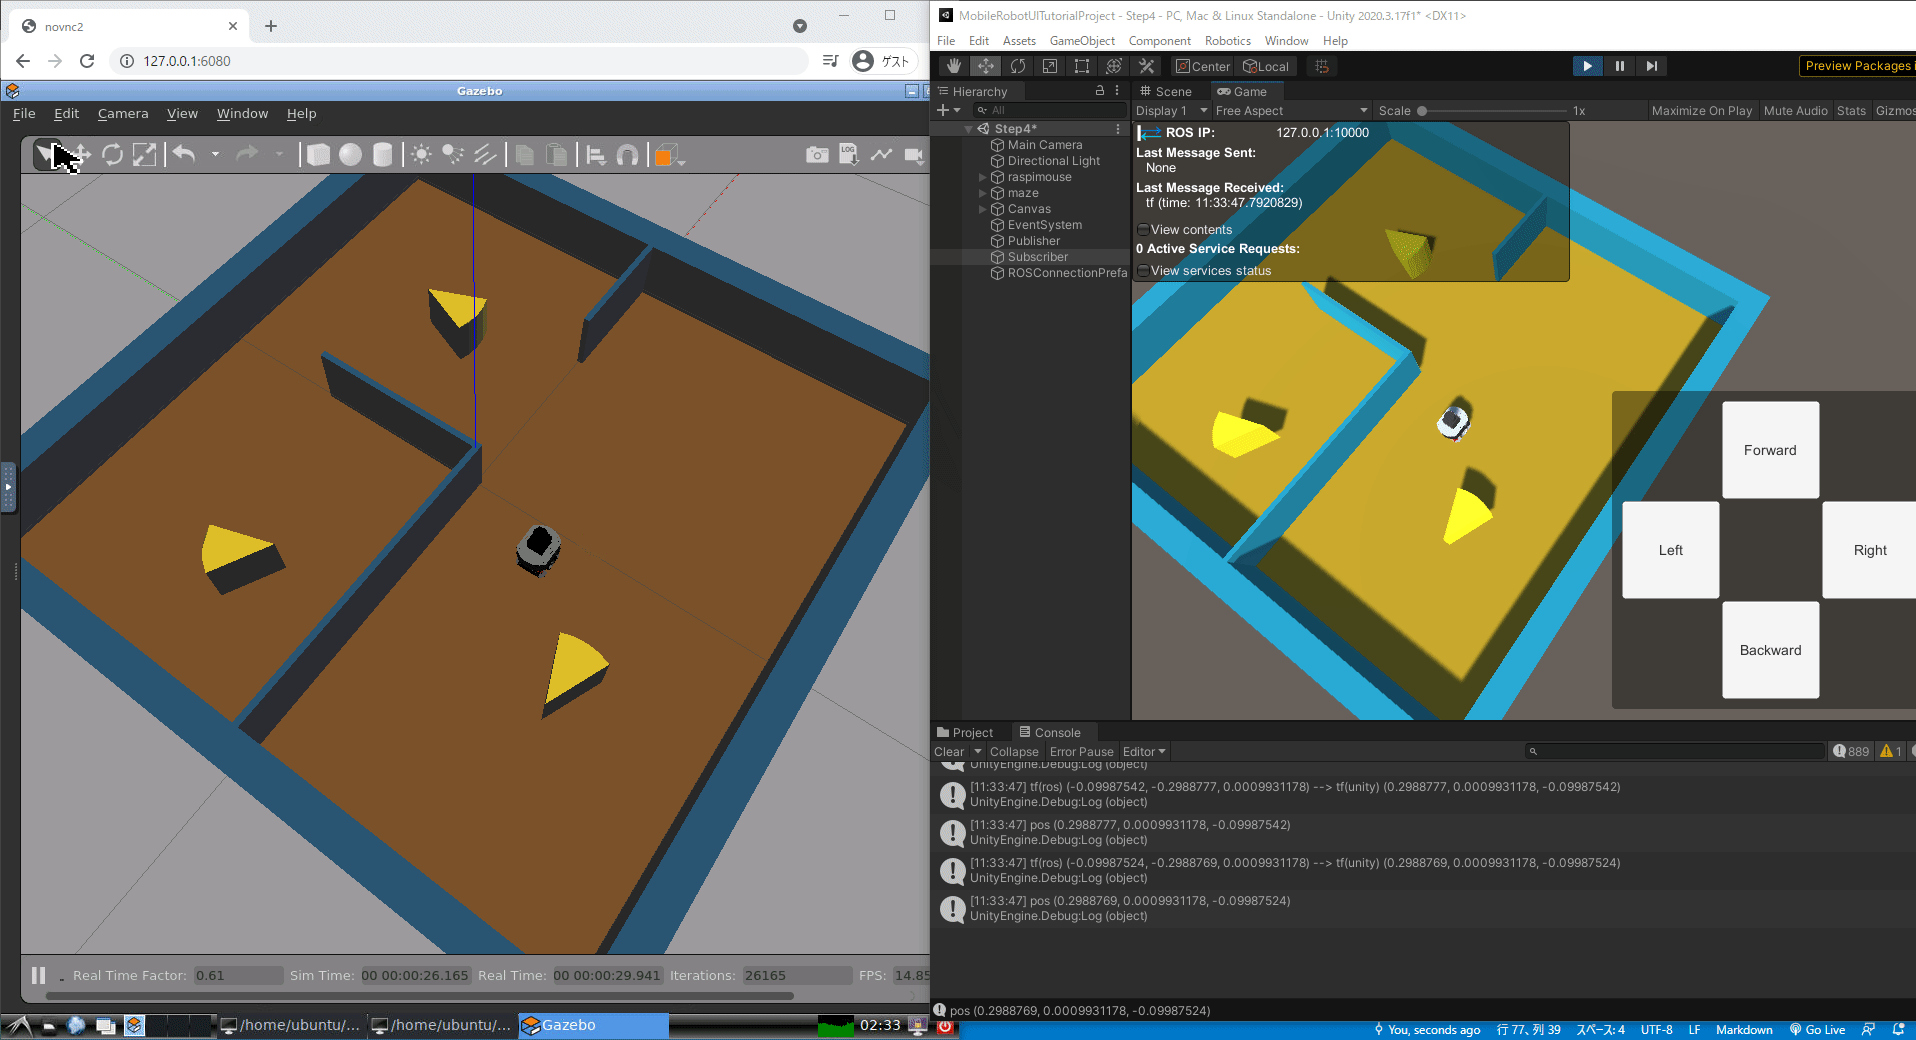 novnc2
127.0.0.1:6080
ゲスト
Gazebo
File Edit Camera View Window Help
LOG
Real Time Factor: 0.61 Sim Time: 00 00:00:26.165 Real Time: 00 00:00:29.941 Iterations: 26165 FPS: 14.85
/home/ubuntu/... /home/ubuntu/... Gazebo 02:33
MobileRobotUITutorialProject - Step4 - PC, Mac & Linux Standalone - Unity 2020.3.17f1* <DX11>
File Edit Assets GameObject Component Robotics Window Help
Center Local Preview Packages i
Hierarchy
All
Step4*
Main Camera
Directional Light
raspimouse
maze
Canvas
EventSystem
Publisher
Subscriber
ROSConnectionPrefa
Scene Game
Display 1 Free Aspect Scale 1x Maximize On Play Mute Audio Stats Gizmos
ROS IP: 127.0.0.1:10000
Last Message Sent:
None
Last Message Received:
tf (time: 11:33:47.7920829)
View contents
0 Active Service Requests:
View services status
Forward
Left Right
Backward
Project Console
Clear Collapse Error Pause Editor 889 1
UnityEngine.Debug:Log (object)
[11:33:47] tf(ros) (-0.09987542, -0.2988777, 0.0009931178) --> tf(unity) (0.2988777, 0.0009931178, -0.09987542)
UnityEngine.Debug:Log (object)
[11:33:47] pos (0.2988777, 0.0009931178, -0.09987542)
UnityEngine.Debug:Log (object)
[11:33:47] tf(ros) (-0.09987524, -0.2988769, 0.0009931178) --> tf(unity) (0.2988769, 0.0009931178, -0.09987524)
UnityEngine.Debug:Log (object)
[11:33:47] pos (0.2988769, 0.0009931178, -0.09987524)
UnityEngine.Debug:Log (object)
pos (0.2988769, 0.0009931178, -0.09987524)
You, seconds ago 行 77、列 39 スペース: 4 UTF-8 LF Markdown Go Live